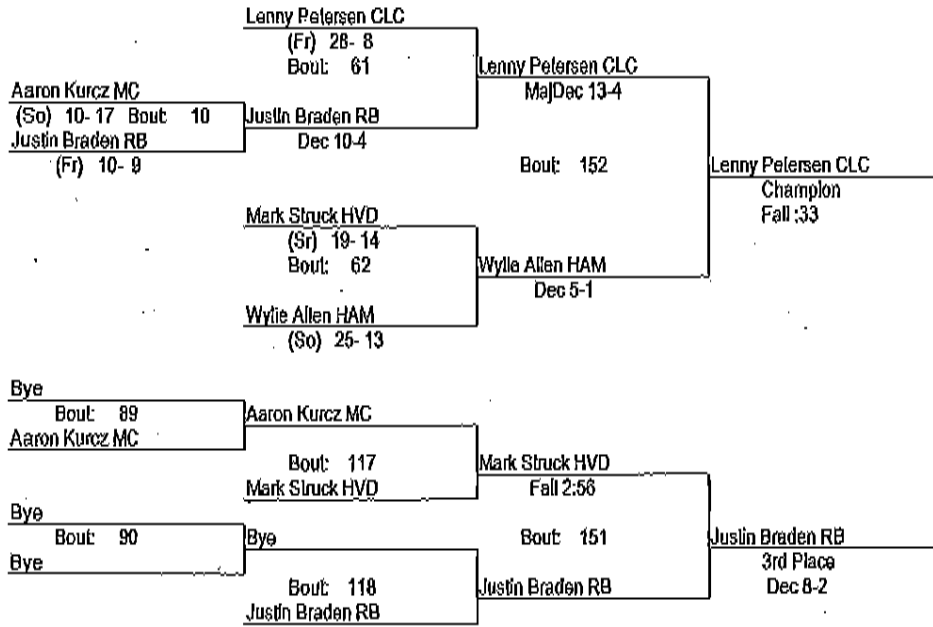 Lenny Petersen CLC
(Fr) 28- 8
Bout: 61
Lenny Petersen CLC
MajDec 13-4
Aaron Kurcz MC
(So) 10- 17 Bout: 10
Justin Braden RB
Justin Braden RB
Dec 10-4
(Fr) 10- 9
Bout: 152
Lenny Petersen CLC
Champion
Fall :33
Mark Struck HVD
(Sr) 19- 14
Bout: 62
Wylie Allen HAM
Dec 5-1
Wylie Allen HAM
(So) 25- 13
Bye
Bout: 89
Aaron Kurcz MC
Aaron Kurcz MC
Bout: 117
Mark Struck HVD
Mark Struck HVD
Fall 2:56
Bye
Bout: 90
Bye
Bye
Bout: 151
Justin Braden RB
3rd Place
Dec 8-2
Bout: 118
Justin Braden RB
Justin Braden RB